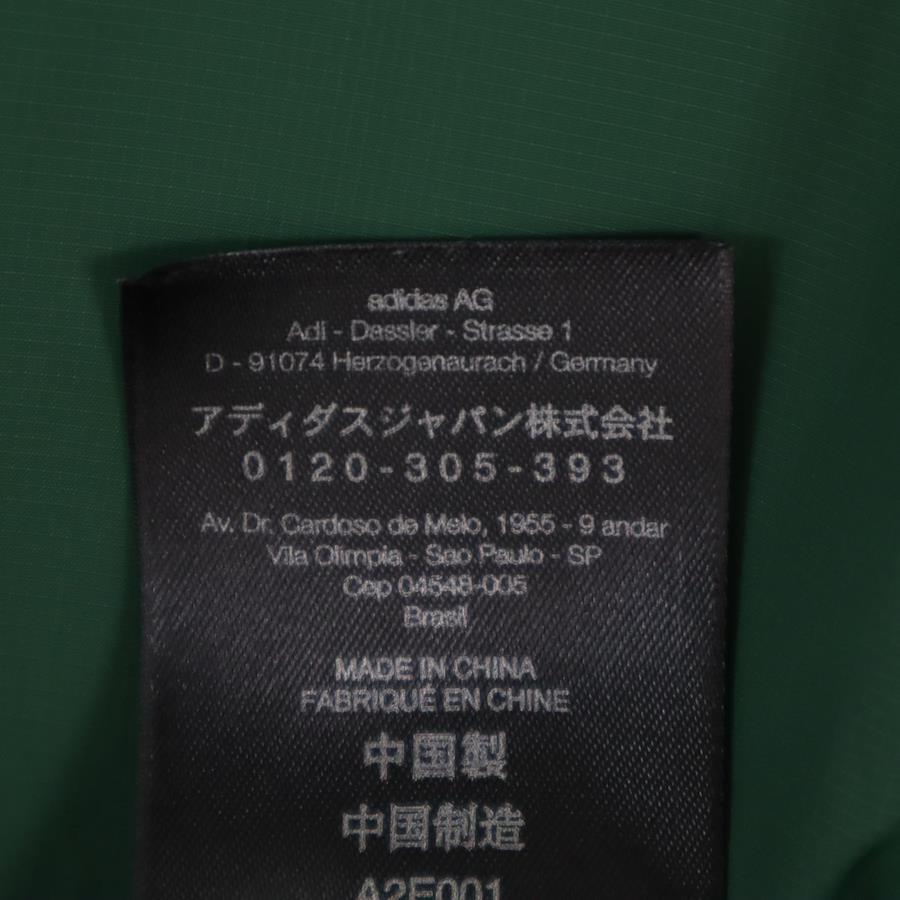 adidas AG
Adi - Dassler - Strasse 1
D - 91074 Herzogenaurach / Germany
アディダスジャパン株式会社
0120-305-393
Av. Dr. Cardoso de Melo, 1955 - 9 andar
Vila Olimpia - Sao Paulo - SP
Cep 04548-005
Brasil
MADE IN CHINA
FABRIQUÉ EN CHINE
中国製
中国制造
A2F001